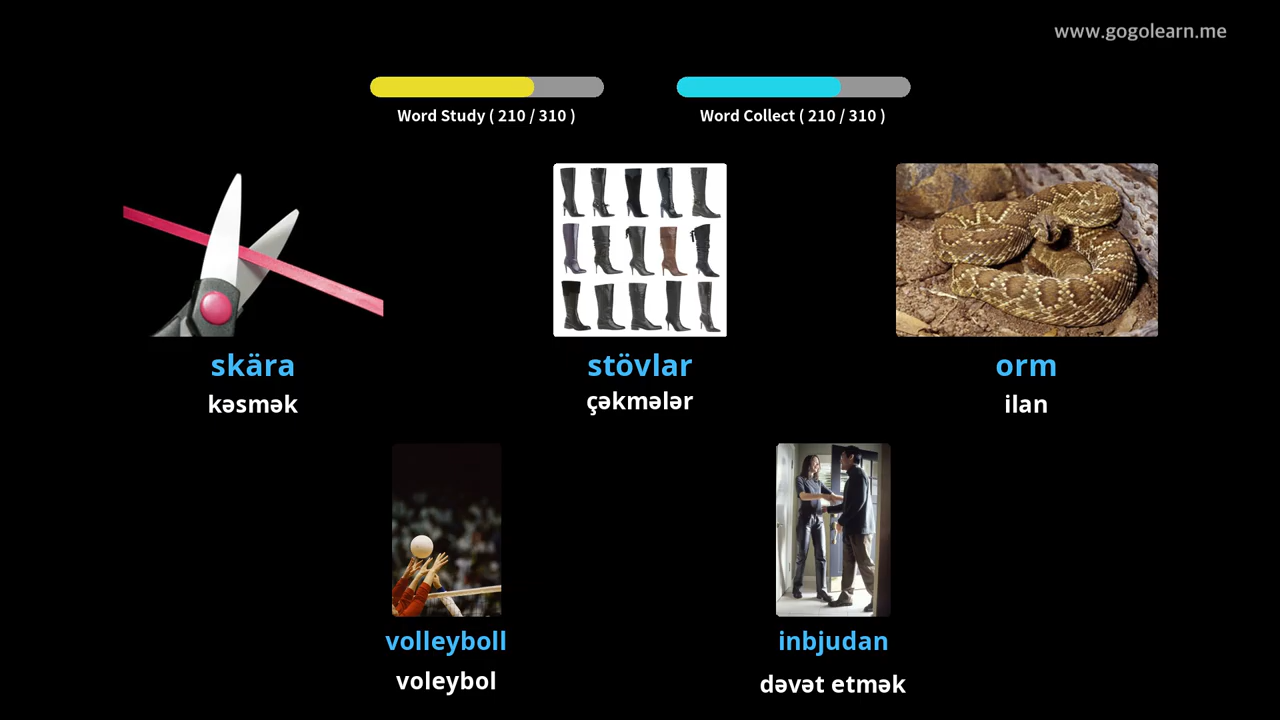 www.gogolearn.me
Word Study ( 210 / 310 )
Word Collect ( 210 / 310 )
skära
kəsmək
stövlar
çəkmələr
orm
ilan
volleyboll
voleybol
inbjudan
dəvət etmək